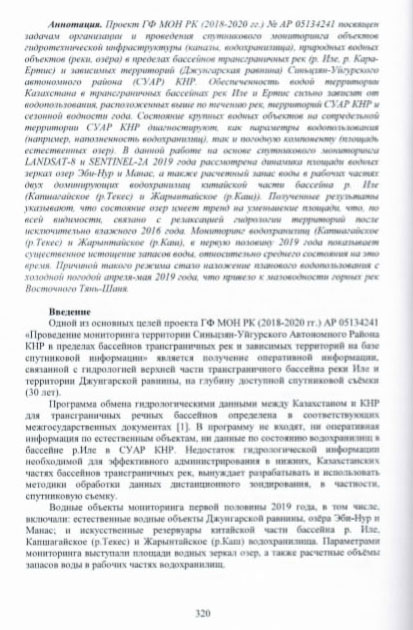 Аннотация. Проект ГФ МОН РК (2018-2020 гг.) № АР 05134241 посвящен
задачам организации и проведения спутникового мониторинга объектов
гидротехнической инфраструктуры (каналы, водохранилища), природных водных
объектов (реки, озёра) в пределах бассейнов трансграничных рек (р. Иле, р. Кара-
Ертис) и зависимых территорий (Джунгарская равнина) Синьцзян-Уйгурского
автономного района (СУАР) КНР. Обеспеченность водой территории
Казахстана в трансграничных бассейнах рек Иле и Ертис сильно зависит от
водопользования, расположенных выше по течению рек, территорий СУАР КНР и
сезонной водности года. Состояние крупных водных объектов на сопредельной
территории СУАР КНР диагностируют, как параметры водопользования
(например, наполненность водохранилищ), так и погодную компоненту (площадь
естественных озер). В данной работе на основе спутникового мониторинга
LANDSAT-8 и SENTINEL-2A 2019 года рассмотрена динамика площади водных
зеркал озер Эби-Нур и Манас, а также расчетный запас воды в рабочих частях
двух доминирующих водохранилищ китайской части бассейна р. Иле
(Капшагайское (р.Текес) и Жарынтайское (р.Каш)). Полученные результаты
указывают, что состояние озер имеет тренд на уменьшение площади, что, по
всей видимости, связано с релаксацией гидрологии территорий после
исключительно влажного 2016 года. Мониторинг водохранилищ (Капшагайское
(р.Текес) и Жарынтайское (р.Каш), в первую половину 2019 года показывает
существенное истощение запасов воды, относительно среднего состояния на это
время. Причиной такого режима стало наложение планового водопользования с
холодной погодой апреля-мая 2019 года, что привело к маловодности горных рек
Восточного Тянь-Шаня.
Введение
Одной из основных целей проекта ГФ МОН РК (2018-2020 гг.) АР 05134241
«Проведение мониторинга территории Синьцзян-Уйгурского Автономного Района
КНР в пределах бассейнов трансграничных рек и зависимых территорий на базе
спутниковой информации» является получение оперативной информации,
связанной с гидрологией верхней части трансграничного бассейна реки Иле и
территории Джунгарской равнины, на глубину доступной спутниковой съёмки
(30 лет).
Программа обмена гидрологическими данными между Казахстаном и КНР
для трансграничных речных бассейнов определена в соответствующих
межгосударственных документах [1]. В программу не входят, ни оперативная
информация по естественным объектам, ни данные по состоянию водохранилищ в
бассейне р.Иле в СУАР КНР. Недостаток гидрологической информации
необходимой для эффективного администрирования в нижних, Казахстанских
частях бассейнов трансграничных рек, вынуждает разрабатывать и использовать
методики обработки данных дистанционного зондирования, в частности,
спутниковую съемку.
Водные объекты мониторинга первой половины 2019 года, в том числе,
включали: естественные водные объекты Джунгарской равнины, озёра Эби-Нур и
Манас; и искусственные резервуары китайской части бассейна р. Иле,
Капшагайское (р.Текес) и Жарынтайское (р.Каш) водохранилища. Параметрами
мониторинга выступали площади водных зеркал озер, а также расчетные объёмы
запасов воды в рабочих частях водохранилищ.
320